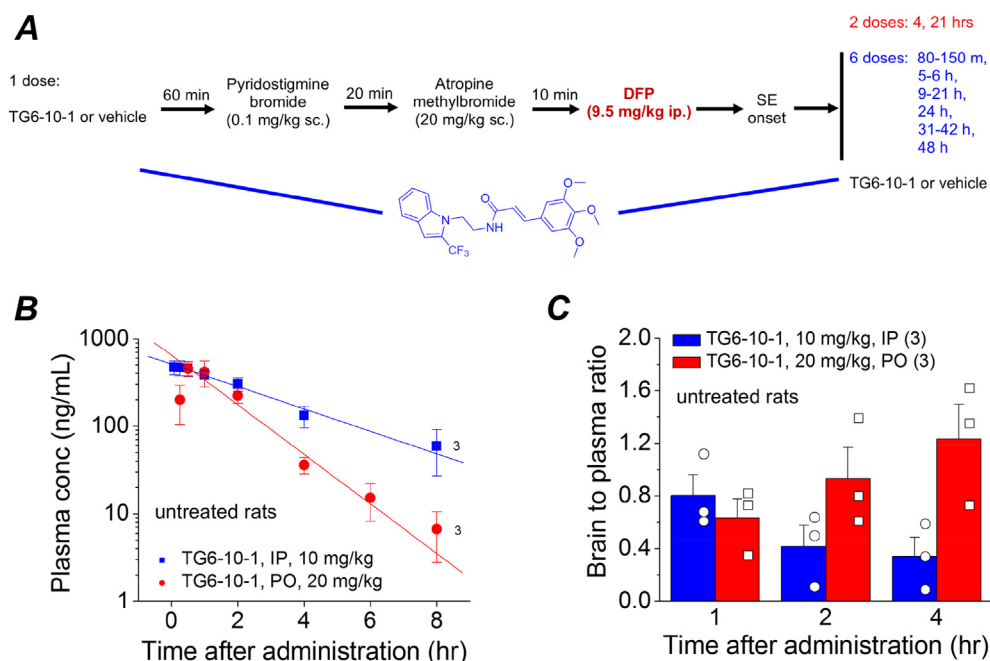 A
2 doses: 4, 21 hrs
6 doses: 80-150 m,
5-6 h,
9-21 h,
24 h,
31-42 h,
48 h
1 dose:
TG6-10-1 or vehicle
60 min
Pyridostigmine
bromide
(0.1 mg/kg sc.)
20 min
Atropine
methylbromide
(20 mg/kg sc.)
10 min
DFP
(9.5 mg/kg ip.)
SE
onset
TG6-10-1 or vehicle
N
CF3
NH
O
O
O
O
B
Plasma conc (ng/mL)
1000
100
10
1
3
3
untreated rats
TG6-10-1, IP, 10 mg/kg
TG6-10-1, PO, 20 mg/kg
0 2 4 6 8
Time after administration (hr)
C
Brain to plasma ratio
2.0
1.6
1.2
0.8
0.4
0.0
TG6-10-1, 10 mg/kg, IP (3)
TG6-10-1, 20 mg/kg, PO (3)
untreated rats
1 2 4
Time after administration (hr)